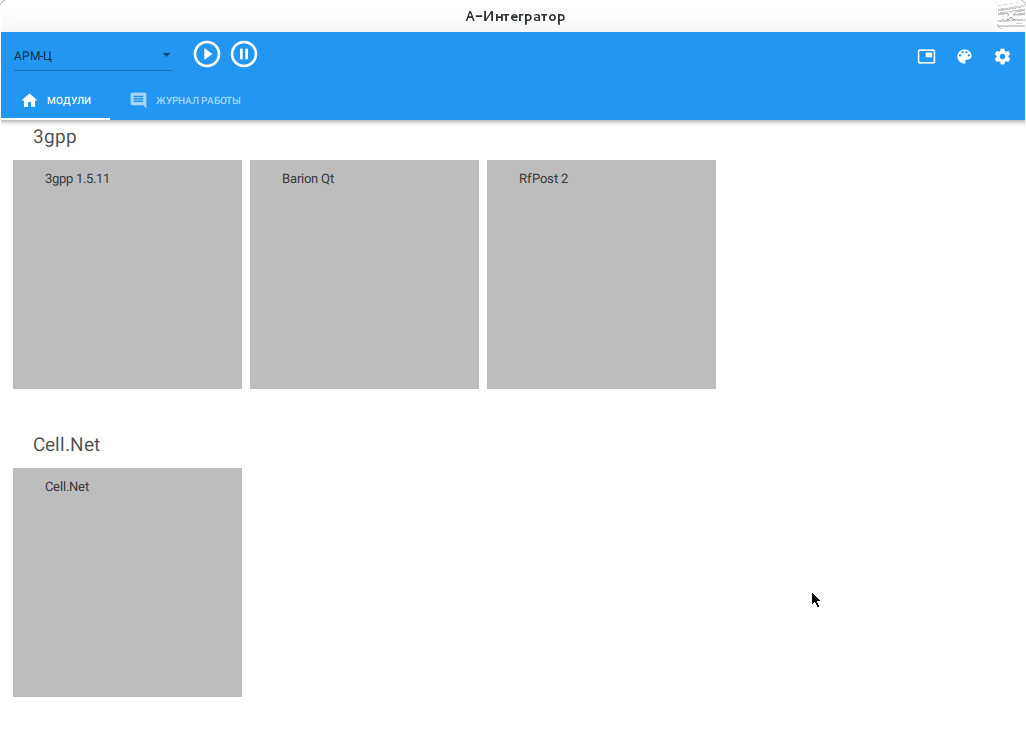 А-Интегратор
АРМ-Ц
МОДУЛИ
ЖУРНАЛ РАБОТЫ
3gpp
3gpp 1.5.11
Barion Qt
RfPost 2
Cell.Net
Cell.Net